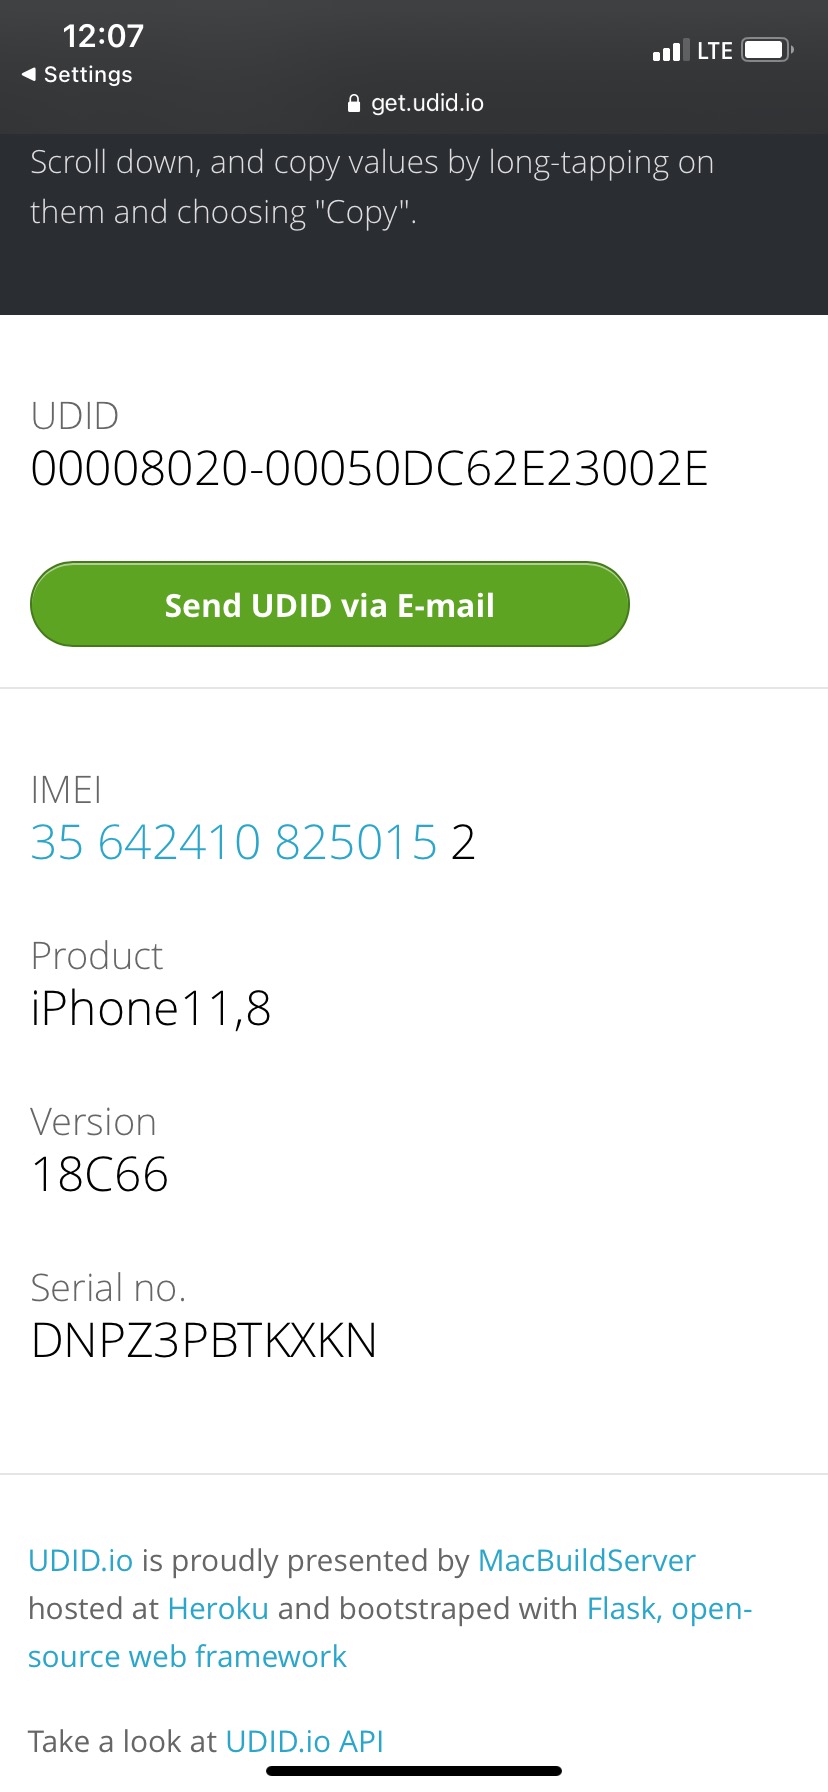 12:07
LTE
◀ Settings
get.udid.io
Scroll down, and copy values by long-tapping on
them and choosing "Copy".
UDID
00008020-00050DC62E23002E
Send UDID via E-mail
IMEI
35 642410 825015 2
Product
iPhone11,8
Version
18C66
Serial no.
DNPZ3PBTKXKN
UDID.io is proudly presented by MacBuildServer
hosted at Heroku and bootstraped with Flask, open-
source web framework
Take a look at UDID.io API